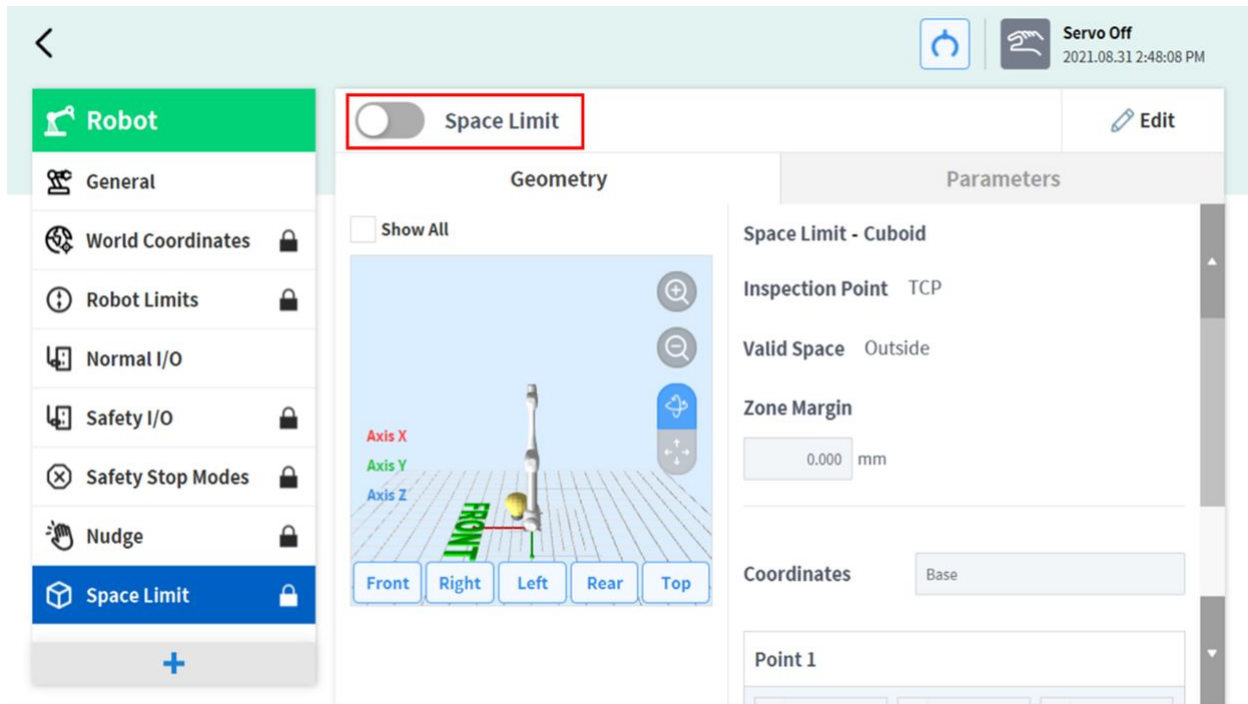 Servo Off
2021.08.31 2:48:08 PM
Robot
General
World Coordinates
Robot Limits
Normal I/O
Safety I/O
Safety Stop Modes
Nudge
Space Limit
+
Space Limit
Edit
Geometry
Parameters
Show All
Axis X
Axis Y
Axis Z
FRONT
Front Right Left Rear Top
Space Limit - Cuboid
Inspection Point TCP
Valid Space Outside
Zone Margin
0.000 mm
Coordinates Base
Point 1